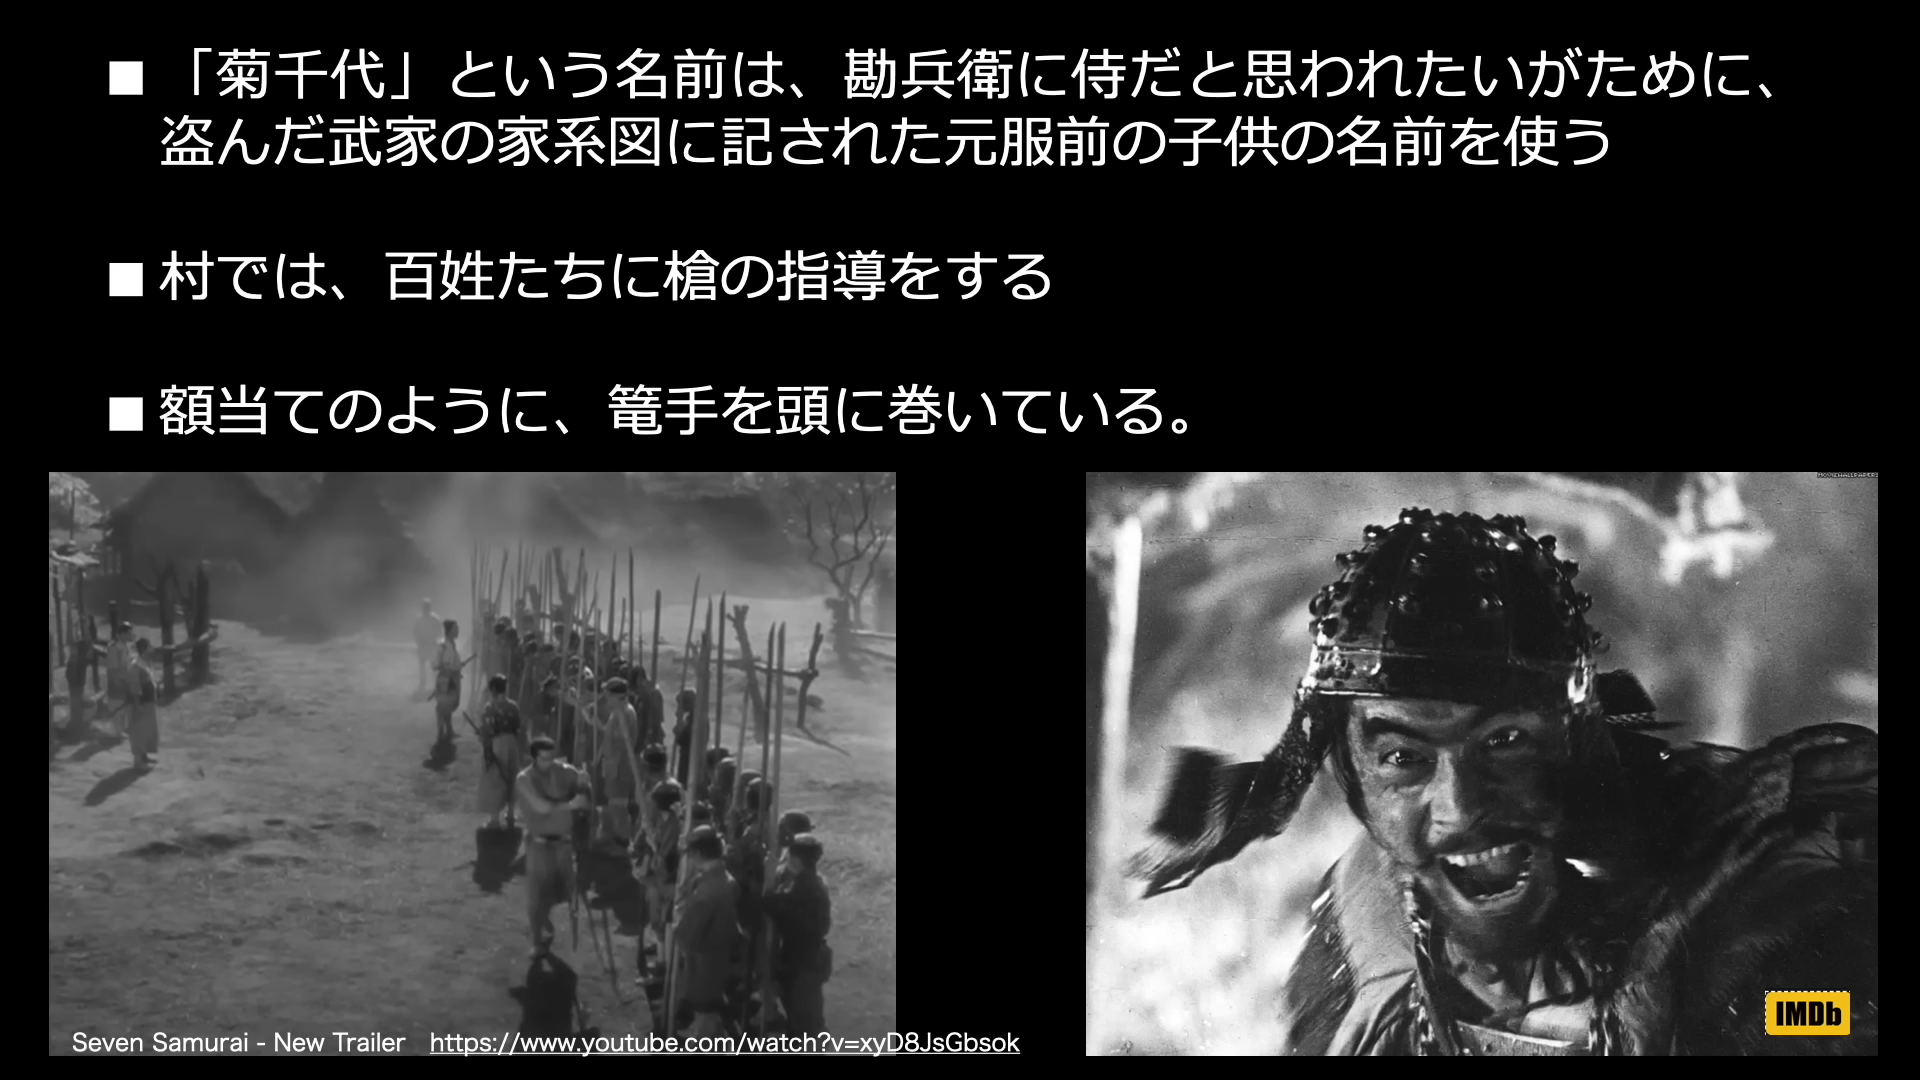 ■「菊千代」という名前は、勘兵衛に侍だと思われたいがために、
盗んだ武家の家系図に記された元服前の子供の名前を使う
■村では、百姓たちに槍の指導をする
■額当てのように、篭手を頭に巻いている。
Seven Samurai - New Trailer https://www.youtube.com/watch?v=xyD8JsGbsok
IMDb